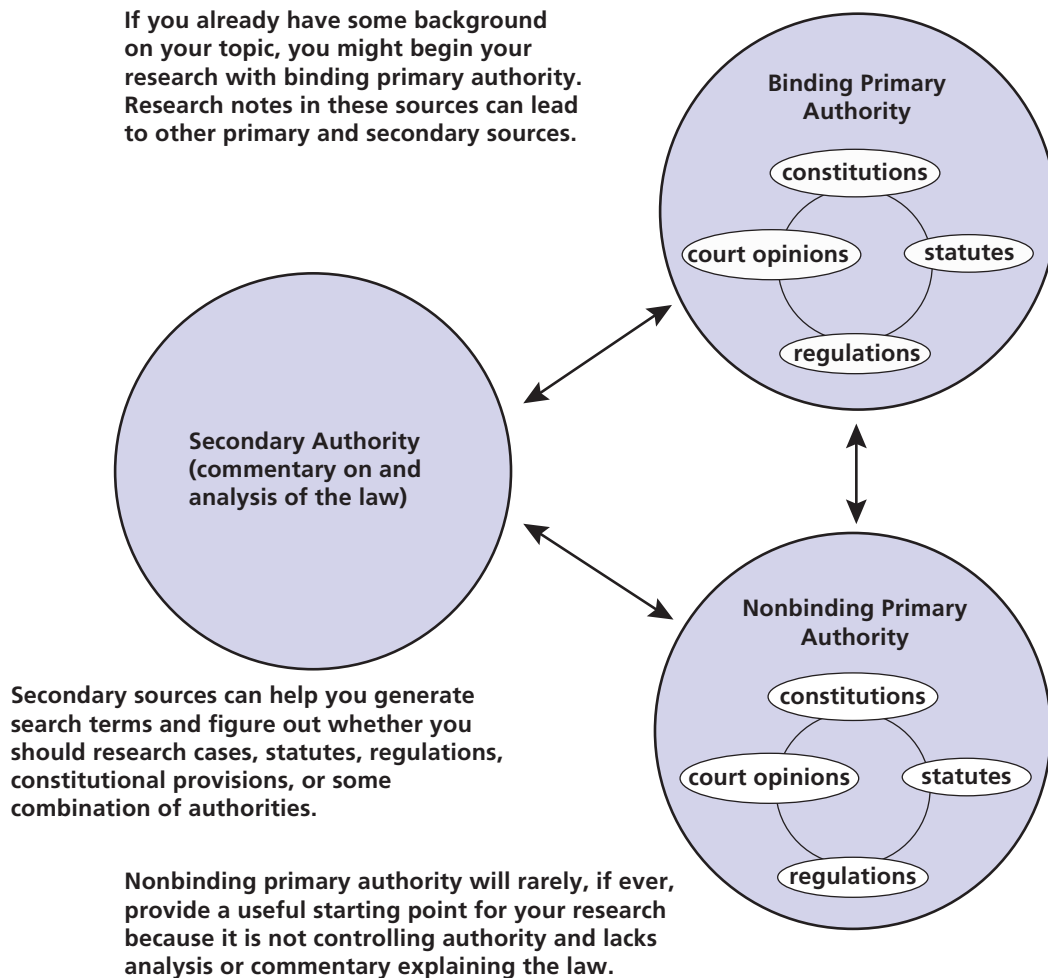 If you already have some background
on your topic, you might begin your
research with binding primary authority.
Research notes in these sources can lead
to other primary and secondary sources.
Binding Primary
Authority
constitutions
court opinions
statutes
regulations
Secondary Authority
(commentary on and
analysis of the law)
Nonbinding Primary
Authority
constitutions
court opinions
statutes
regulations
Secondary sources can help you generate
search terms and figure out whether you
should research cases, statutes, regulations,
constitutional provisions, or some
combination of authorities.
Nonbinding primary authority will rarely, if ever,
provide a useful starting point for your research
because it is not controlling authority and lacks
analysis or commentary explaining the law.